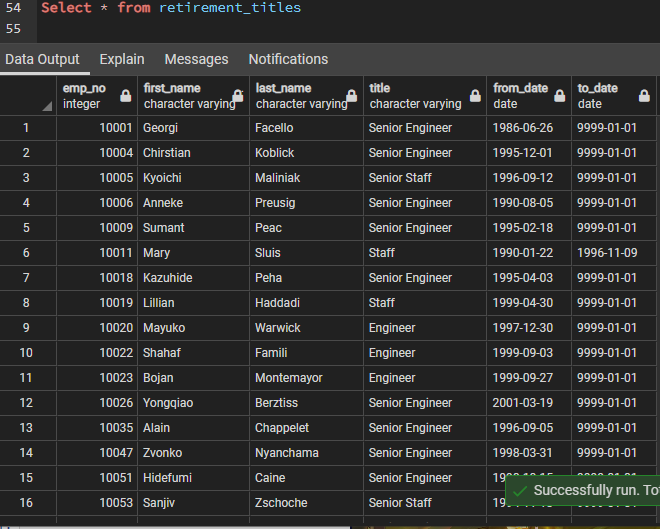 54 Select * from retirement_titles
55
Data Output Explain Messages Notifications
emp_no first_name last_name title from_date to_date
integer character varying character varying character varying date date
1 10001 Georgi Facello Senior Engineer 1986-06-26 9999-01-01
2 10004 Chirstian Koblick Senior Engineer 1995-12-01 9999-01-01
3 10005 Kyoichi Maliniak Senior Staff 1996-09-12 9999-01-01
4 10006 Anneke Preusig Senior Engineer 1990-08-05 9999-01-01
5 10009 Sumant Peac Senior Engineer 1995-02-18 9999-01-01
6 10011 Mary Sluis Staff 1990-01-22 1996-11-09
7 10018 Kazuhide Peha Senior Engineer 1995-04-03 9999-01-01
8 10019 Lillian Haddadi Staff 1999-04-30 9999-01-01
9 10020 Mayuko Warwick Engineer 1997-12-30 9999-01-01
10 10022 Shahaf Famili Engineer 1999-09-03 9999-01-01
11 10023 Bojan Montemayor Engineer 1999-09-27 9999-01-01
12 10026 Yongqiao Berztiss Senior Engineer 2001-03-19 9999-01-01
13 10035 Alain Chappelet Senior Engineer 1996-09-05 9999-01-01
14 10047 Zvonko Nyanchama Senior Engineer 1998-03-31 9999-01-01
15 10051 Hidefumi Caine Senior Engineer
16 10053 Sanjiv Zschoche Senior Staff
Successfully run. To